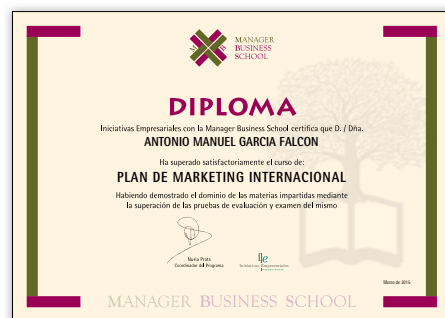 M B
MANAGER
BUSINESS
SCHOOL
DIPLOMA
Iniciativas Empresariales con la Manager Business School certifica que D. / Dña.
ANTONIO MANUEL GARCIA FALCON
Ha superado satisfactoriamente el curso de:
PLAN DE MARKETING INTERNACIONAL
Habiendo demostrado el dominio de las materias impartidas mediante
la superación de las pruebas de evaluación y examen del mismo
Nuria Prats
Coordinador del Programa
Iniciativas Empresariales
Marzo de 2015
MANAGER BUSINESS SCHOOL